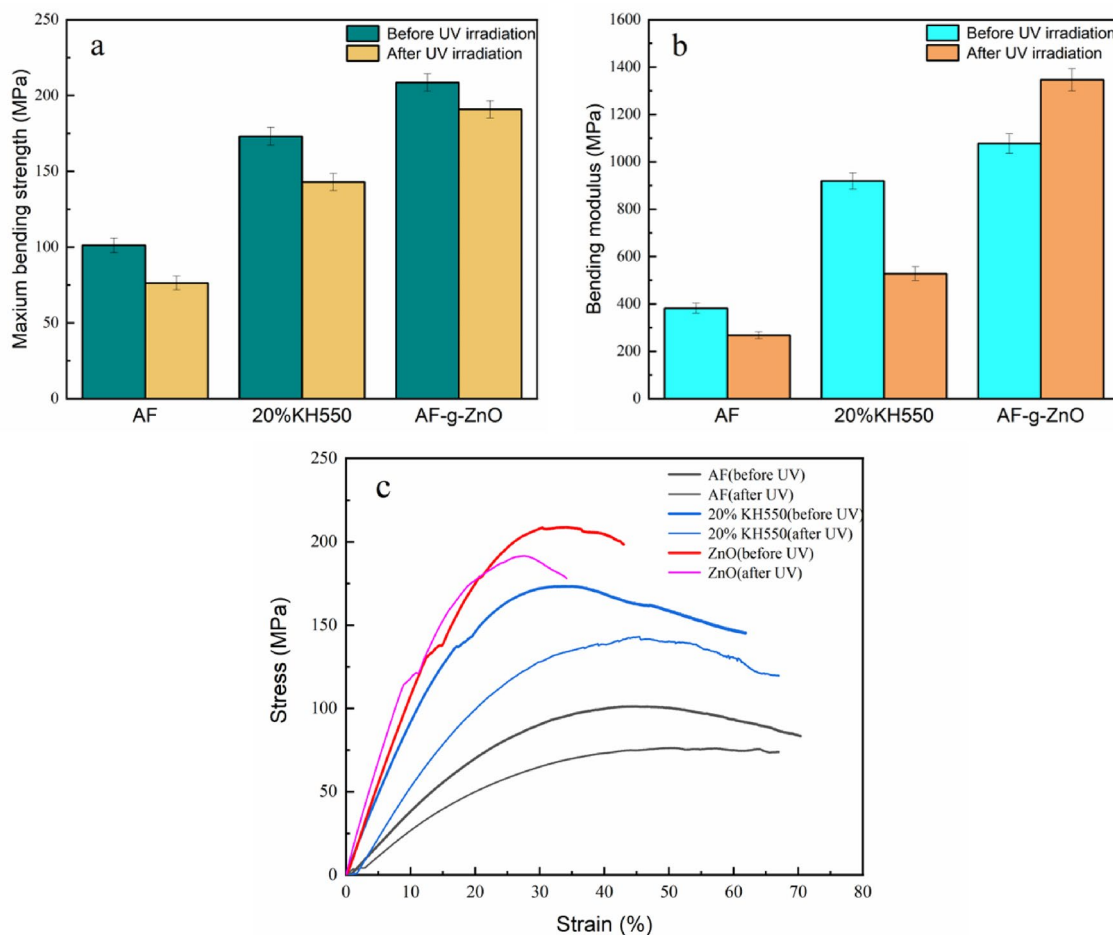 a
Before UV irradiation
After UV irradiation
Maxium bending strength (MPa)
250
200
150
100
50
0
AF
20%KH550
AF-g-ZnO
b
Before UV irradiation
After UV irradiation
Bending modulus (MPa)
1600
1400
1200
1000
800
600
400
200
0
AF
20%KH550
AF-g-ZnO
c
AF(before UV)
AF(after UV)
20% KH550(before UV)
20% KH550(after UV)
ZnO(before UV)
ZnO(after UV)
Stress (MPa)
250
200
150
100
50
0
0 10 20 30 40 50 60 70 80
Strain (%)